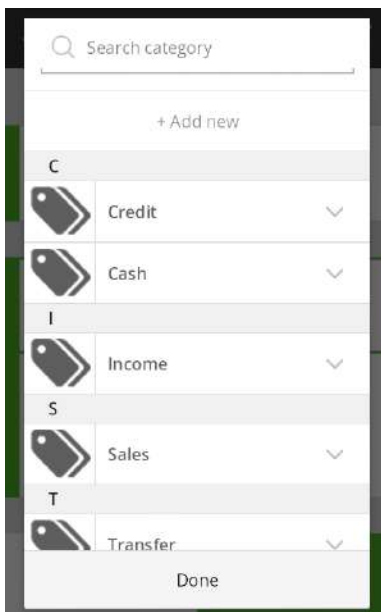 Search category
+ Add new
C
Credit
Cash
I
Income
S
Sales
T
Transfer
Done